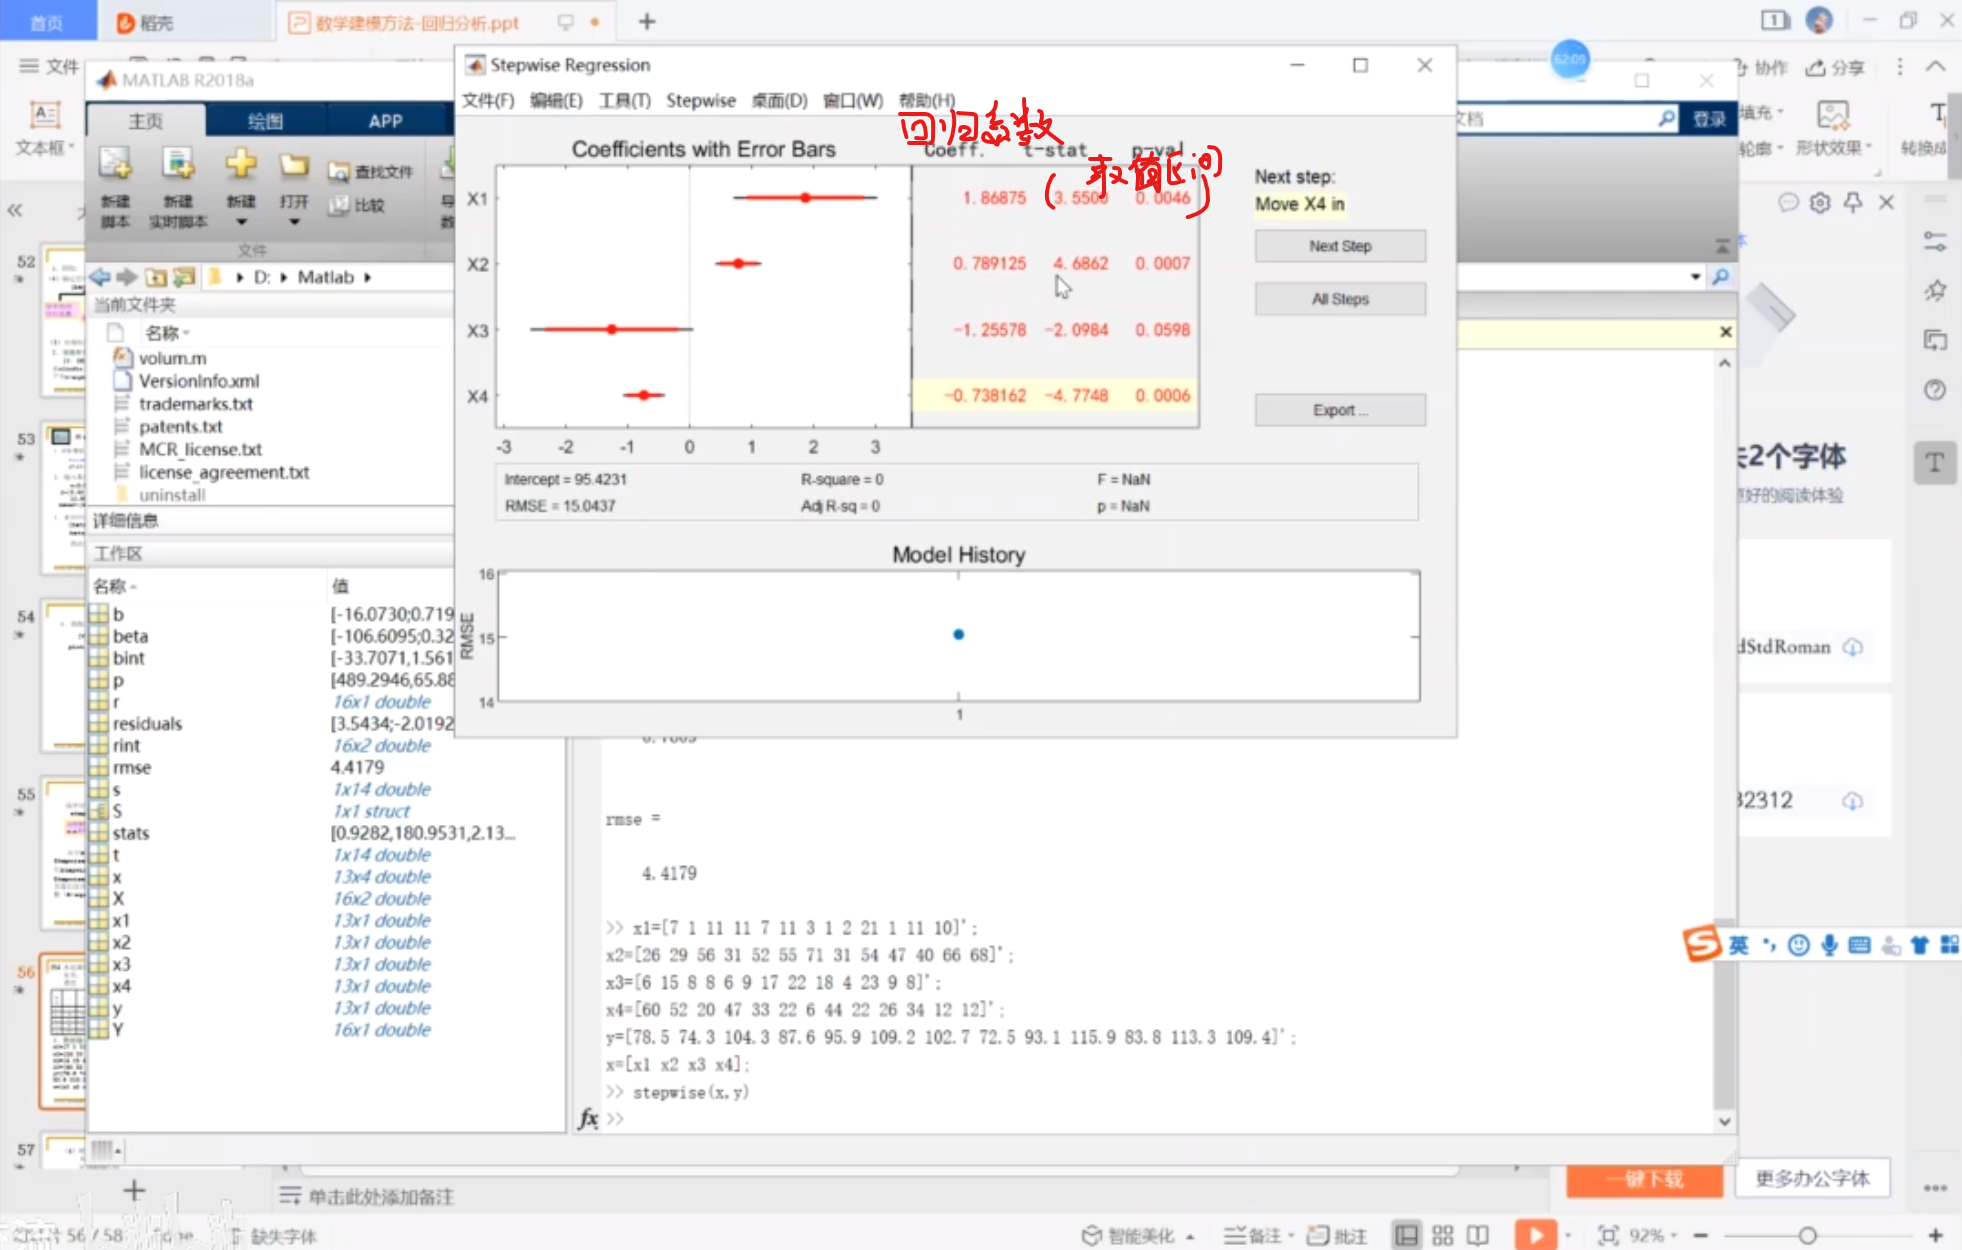 首页
稻壳
数学建模方法-回归分析.ppt
1
文件
62:09
协作
分享
MATLAB R2018a
Stepwise Regression
文件(F) 编辑(E) 工具(T) Stepwise 桌面(D) 窗口(W) 帮助(H)
文本框
主页
绘图
APP
登录
填充
轮廓
形状效果
查找文件
比较
新建
脚本
新建
实时脚本
新建
打开
文件
D: Matlab
当前文件夹
名称
volum.m
VersionInfo.xml
trademarks.txt
patents.txt
MCR_license.txt
license_agreement.txt
uninstall
详细信息
工作区
名称
值
b [-16.0730;0.719
beta [-106.6095;0.32
bint [-33.7071,1.561
p [489.2946,65.88
r 16x1 double
residuals [3.5434;-2.0192
rint 16x2 double
rmse 4.4179
s 1x14 double
S 1x1 struct
stats [0.9282,180.9531,2.13...
t 1x14 double
x 13x4 double
X 16x2 double
x1 13x1 double
x2 13x1 double
x3 13x1 double
x4 13x1 double
y 13x1 double
Y 16x1 double
回归系数
取值区间
Coefficients with Error Bars
Coeff. t-stat p-val
X1 1.86875 3.5500 0.0046
X2 0.789125 4.6862 0.0007
X3 -1.25578 -2.0984 0.0598
X4 -0.738162 -4.7748 0.0006
-3 -2 -1 0 1 2 3
Next step:
Move X4 in
Next Step
All Steps
Export ...
Intercept = 95.4231 R-square = 0 F = NaN
RMSE = 15.0437 Adj R-sq = 0 p = NaN
Model History
RMSE
16
15
14
1
rmse =
4.4179
>> x1=[7 1 11 11 7 11 3 1 2 21 1 11 10]';
x2=[26 29 56 31 52 55 71 31 54 47 40 66 68]';
x3=[6 15 8 8 6 9 17 22 18 4 23 9 8]';
x4=[60 52 20 47 33 22 6 44 22 26 34 12 12]';
y=[78.5 74.3 104.3 87.6 95.9 109.2 102.7 72.5 93.1 115.9 83.8 113.3 109.4]';
x=[x1 x2 x3 x4];
>> stepwise(x,y)
fx >>
2个字体
好的阅读体验
dStdRoman
32312
英
52
53
54
55
56
57
一键下载
更多办公字体
单击此处添加备注
56 / 58
缺失字体
智能美化
备注
批注
92%